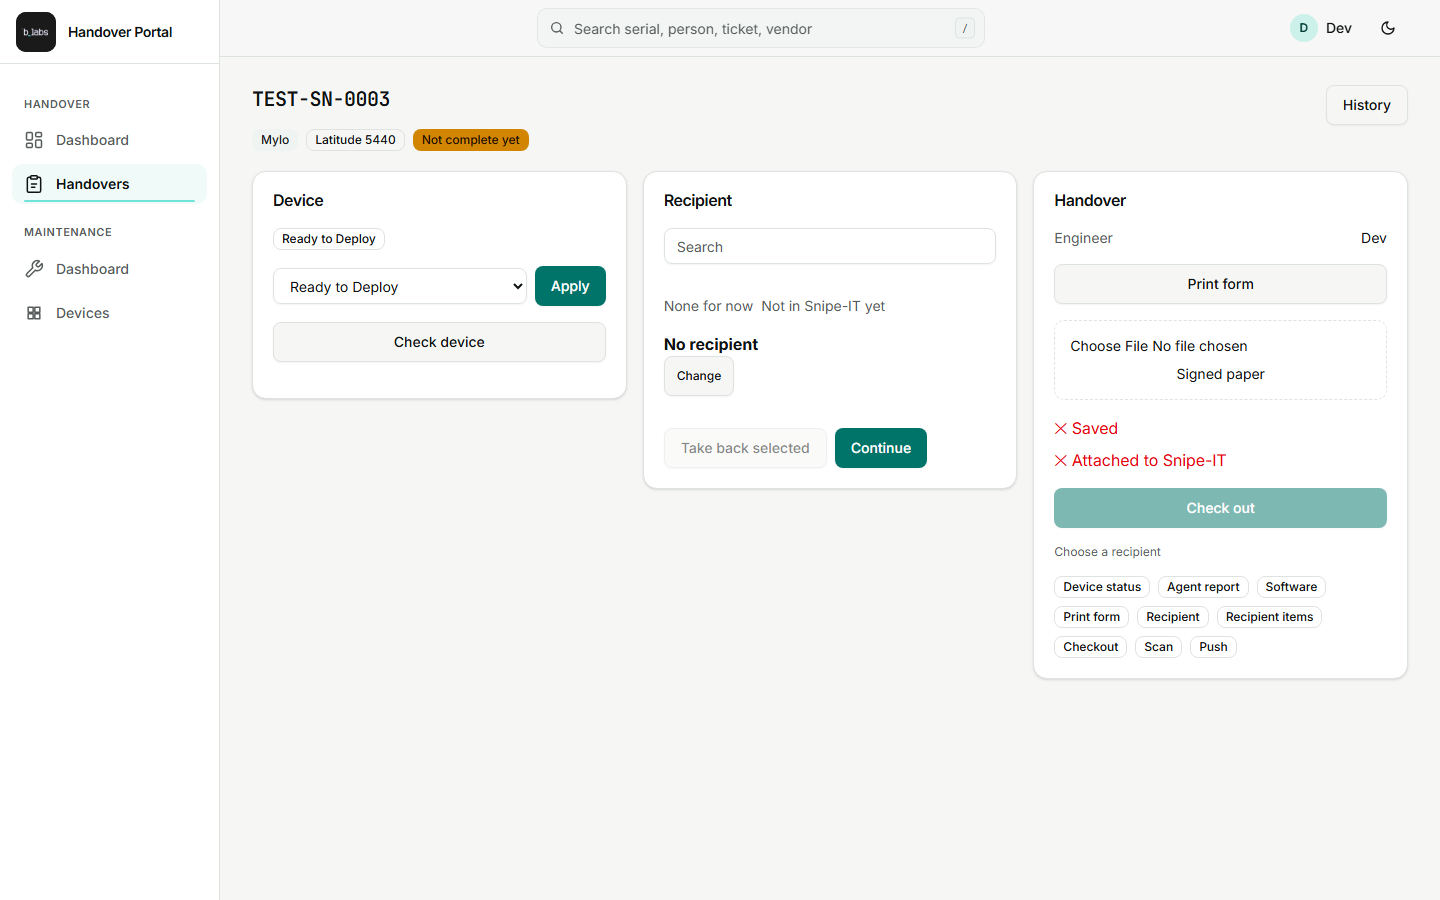 b_labs
Handover Portal
Search serial, person, ticket, vendor
/
D
Dev
HANDOVER
Dashboard
Handovers
MAINTENANCE
Dashboard
Devices
TEST-SN-0003
History
Mylo
Latitude 5440
Not complete yet
Device
Ready to Deploy
Ready to Deploy
Apply
Check device
Recipient
Search
None for now Not in Snipe-IT yet
No recipient
Change
Take back selected
Continue
Handover
Engineer
Dev
Print form
Choose File No file chosen
Signed paper
Saved
Attached to Snipe-IT
Check out
Choose a recipient
Device status
Agent report
Software
Print form
Recipient
Recipient items
Checkout
Scan
Push